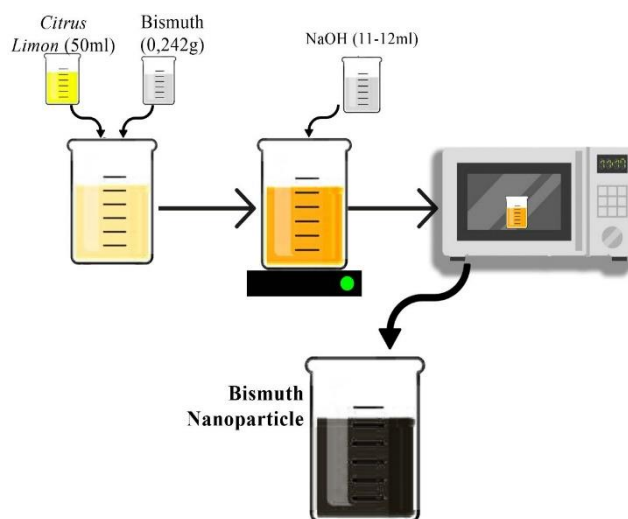 Citrus
Limon (50ml)
Bismuth
(0,242g)
NaOH (11-12ml)
Bismuth
Nanoparticle